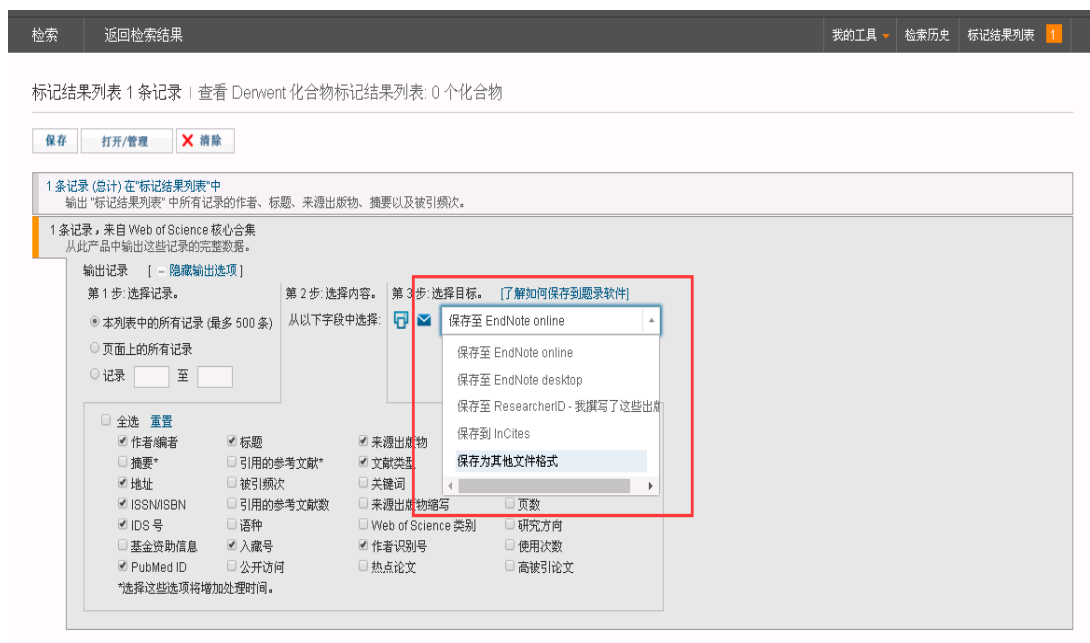 检索 返回检索结果 我的工具 检索历史 标记结果列表 1
标记结果列表 1 条记录 | 查看 Derwent 化合物标记结果列表: 0 个化合物
保存 打开/管理 清除
1 条记录 (总计) 在"标记结果列表"中
输出 "标记结果列表" 中所有记录的作者、标题、来源出版物、摘要以及被引频次。
1 条记录，来自 Web of Science 核心合集
从此产品中输出这些记录的完整数据。
输出记录 [ – 隐藏输出选项 ]
第 1 步: 选择记录。 第 2 步: 选择内容。 第 3 步: 选择目标。 [了解如何保存到题录软件]
本列表中的所有记录 (最多 500 条) 从以下字段中选择: 保存至 EndNote online
页面上的所有记录 保存至 EndNote online
保存至 EndNote desktop
记录 至
保存至 ResearcherID - 我撰写了这些出版
保存到 InCites
保存为其他文件格式
全选 重置
作者/编者 标题 来源出版物
摘要* 引用的参考文献* 文献类型
地址 被引频次 关键词
ISSN/ISBN 引用的参考文献数 来源出版物缩写 页数
IDS 号 语种 Web of Science 类别 研究方向
基金资助信息 入藏号 作者识别号 使用次数
PubMed ID 公开访问 热点论文 高被引论文
*选择这些选项将增加处理时间。